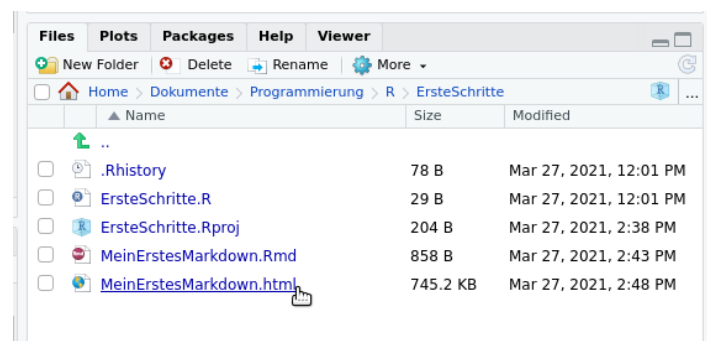 Files Plots Packages Help Viewer
New Folder Delete Rename More
Home > Dokumente > Programmierung > R > ErsteSchritte R ...
Name Size Modified
..
.Rhistory 78 B Mar 27, 2021, 12:01 PM
ErsteSchritte.R 29 B Mar 27, 2021, 12:01 PM
ErsteSchritte.Rproj 204 B Mar 27, 2021, 2:38 PM
MeinErstesMarkdown.Rmd 858 B Mar 27, 2021, 2:43 PM
MeinErstesMarkdown.html 745.2 KB Mar 27, 2021, 2:48 PM